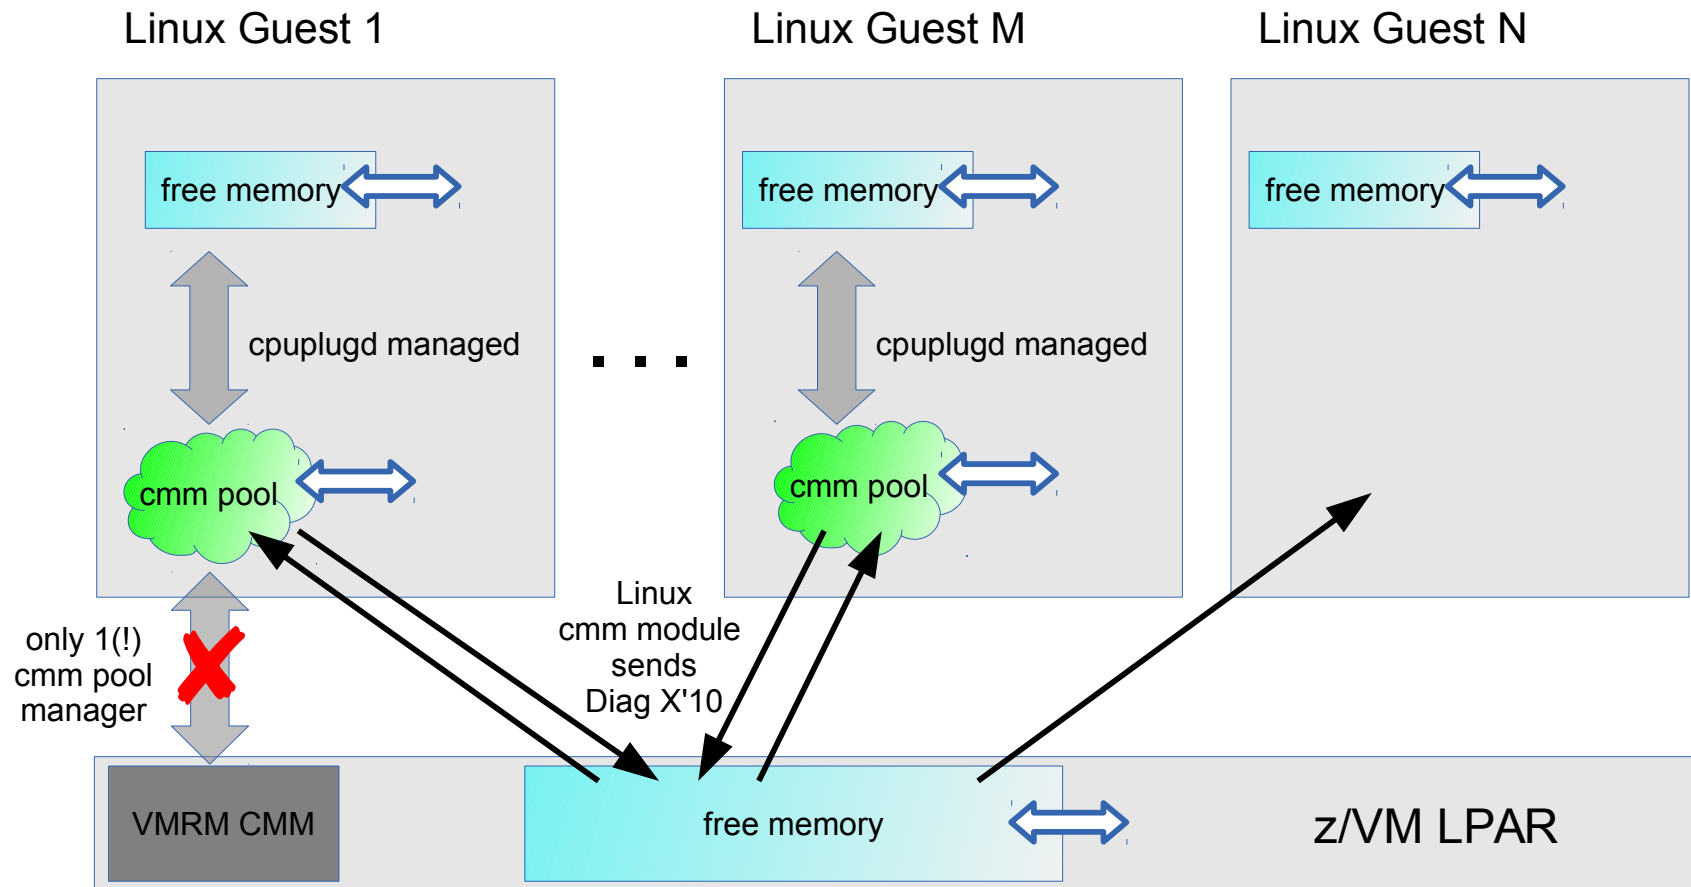 Linux Guest 1
Linux Guest M
Linux Guest N
free memory
free memory
free memory
cpuplugd managed
. . .
cpuplugd managed
cmm pool
cmm pool
only 1(!)
cmm pool
manager
Linux
cmm module
sends
Diag X'10
VMRM CMM
free memory
z/VM LPAR